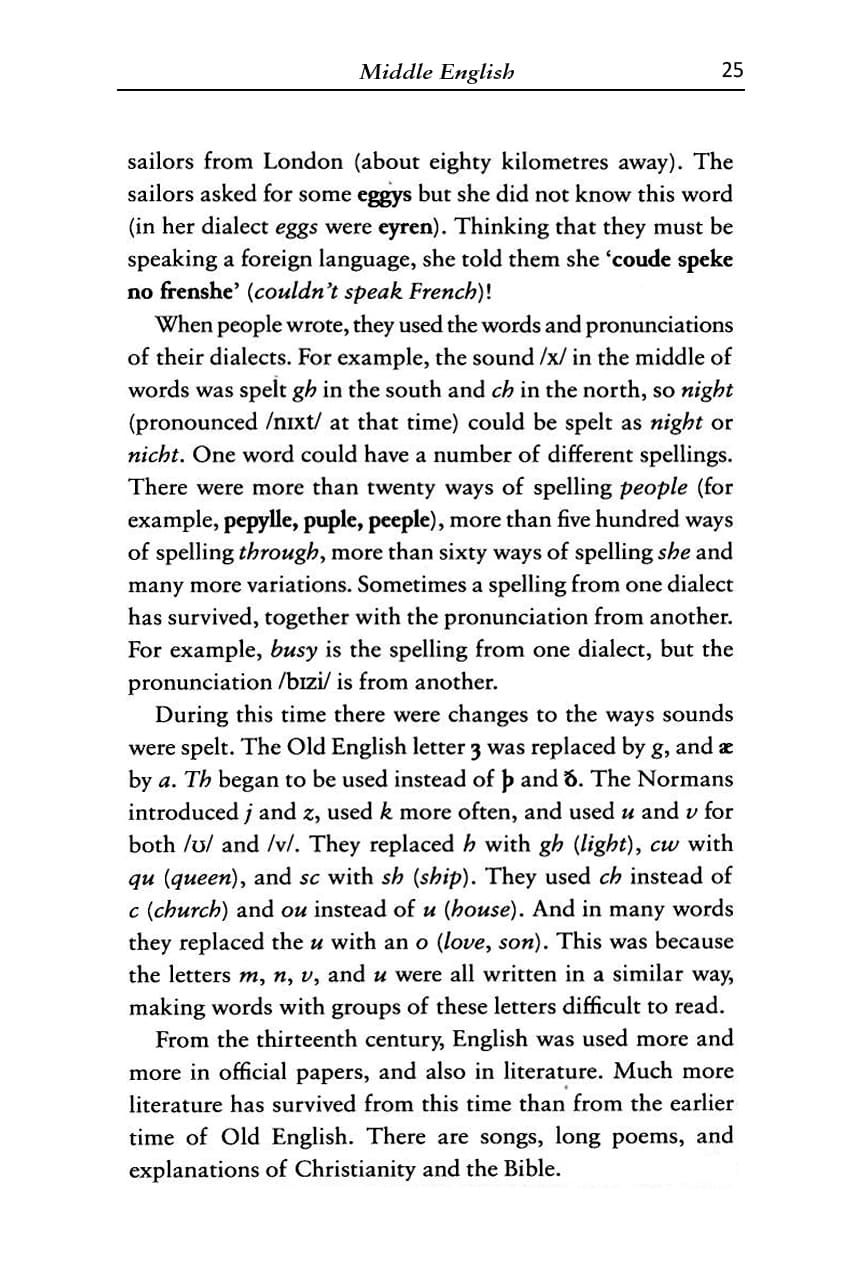 Middle English 25
sailors from London (about eighty kilometres away). The
sailors asked for some eggys but she did not know this word
(in her dialect eggs were eyren). Thinking that they must be
speaking a foreign language, she told them she ‘coude speke
no frenshe’ (couldn’t speak French)!
When people wrote, they used the words and pronunciations
of their dialects. For example, the sound /x/ in the middle of
words was spelt gh in the south and ch in the north, so night
(pronounced /nɪxt/ at that time) could be spelt as night or
nicht. One word could have a number of different spellings.
There were more than twenty ways of spelling people (for
example, pepylle, puple, peeple), more than five hundred ways
of spelling through, more than sixty ways of spelling she and
many more variations. Sometimes a spelling from one dialect
has survived, together with the pronunciation from another.
For example, busy is the spelling from one dialect, but the
pronunciation /bɪzi/ is from another.
During this time there were changes to the ways sounds
were spelt. The Old English letter ȝ was replaced by g, and æ
by a. Th began to be used instead of þ and ð. The Normans
introduced j and z, used k more often, and used u and v for
both /ʊ/ and /v/. They replaced h with gh (light), cw with
qu (queen), and sc with sh (ship). They used ch instead of
c (church) and ou instead of u (house). And in many words
they replaced the u with an o (love, son). This was because
the letters m, n, v, and u were all written in a similar way,
making words with groups of these letters difficult to read.
From the thirteenth century, English was used more and
more in official papers, and also in literature. Much more
literature has survived from this time than from the earlier
time of Old English. There are songs, long poems, and
explanations of Christianity and the Bible.